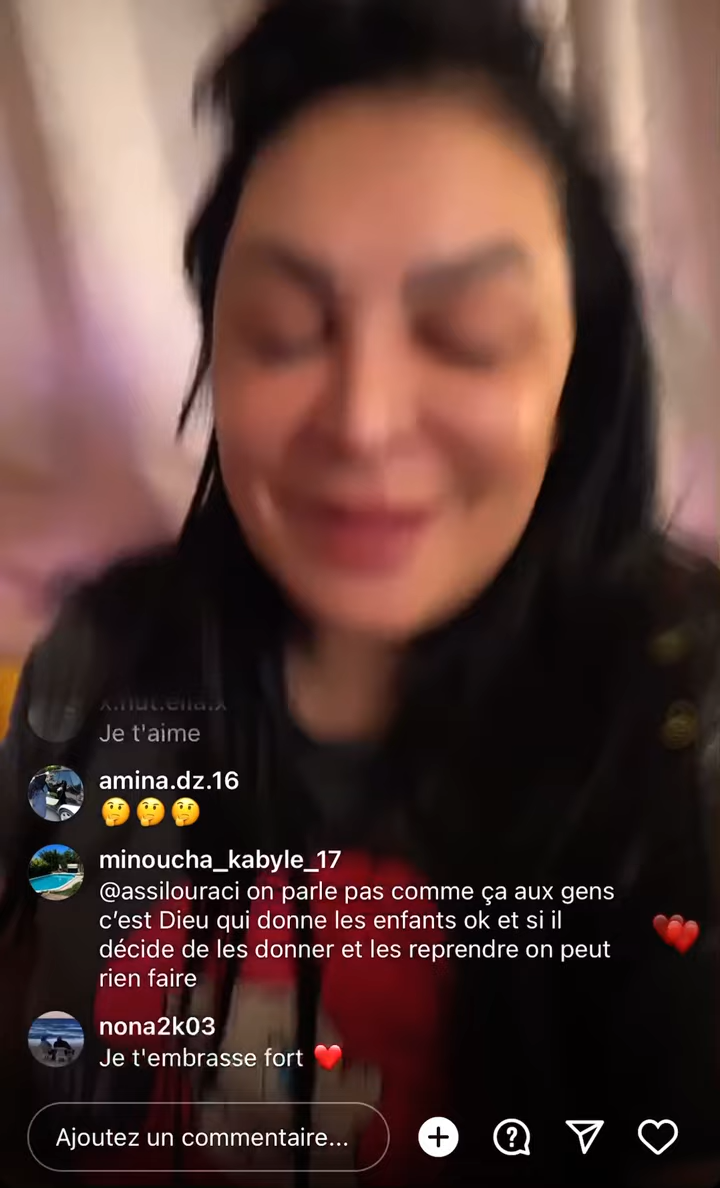 x.nut.ella.x
Je t'aime
amina.dz.16
🤔🤔🤔
minoucha_kabyle_17
@assilouraci on parle pas comme ça aux gens
c'est Dieu qui donne les enfants ok et si il
décide de les donner et les reprendre on peut
rien faire
nona2k03
Je t'embrasse fort ❤️
Ajoutez un commentaire...